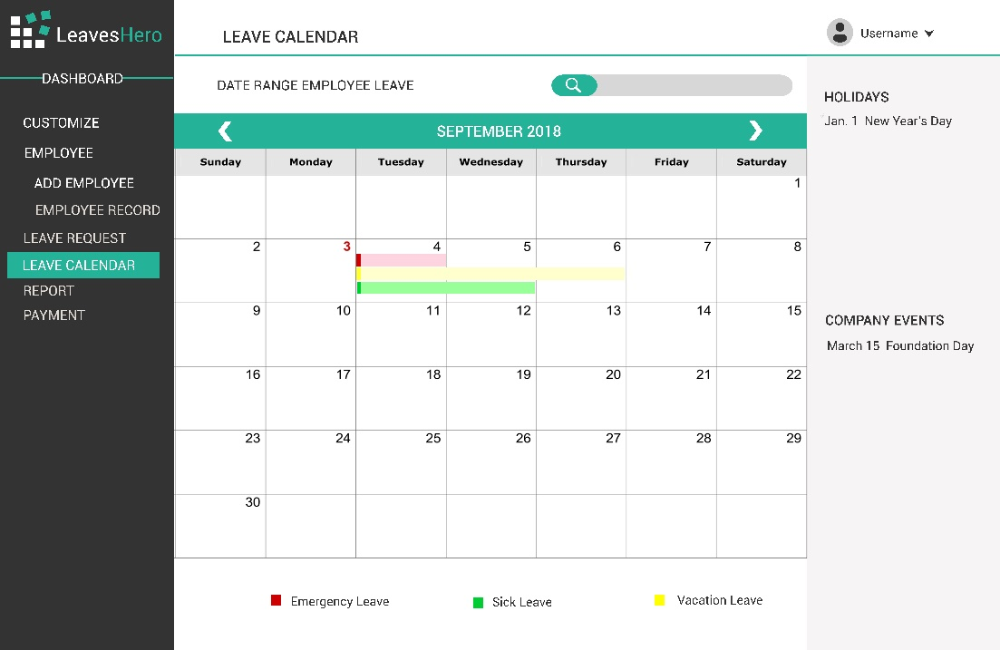 LeavesHero
DASHBOARD
CUSTOMIZE
EMPLOYEE
ADD EMPLOYEE
EMPLOYEE RECORD
LEAVE REQUEST
LEAVE CALENDAR
REPORT
PAYMENT
LEAVE CALENDAR
Username
DATE RANGE EMPLOYEE LEAVE
SEPTEMBER 2018
Sunday Monday Tuesday Wednesday Thursday Friday Saturday
1
2 3 4 5 6 7 8
9 10 11 12 13 14 15
16 17 18 19 20 21 22
23 24 25 26 27 28 29
30
Emergency Leave Sick Leave Vacation Leave
HOLIDAYS
Jan. 1 New Year's Day
COMPANY EVENTS
March 15 Foundation Day